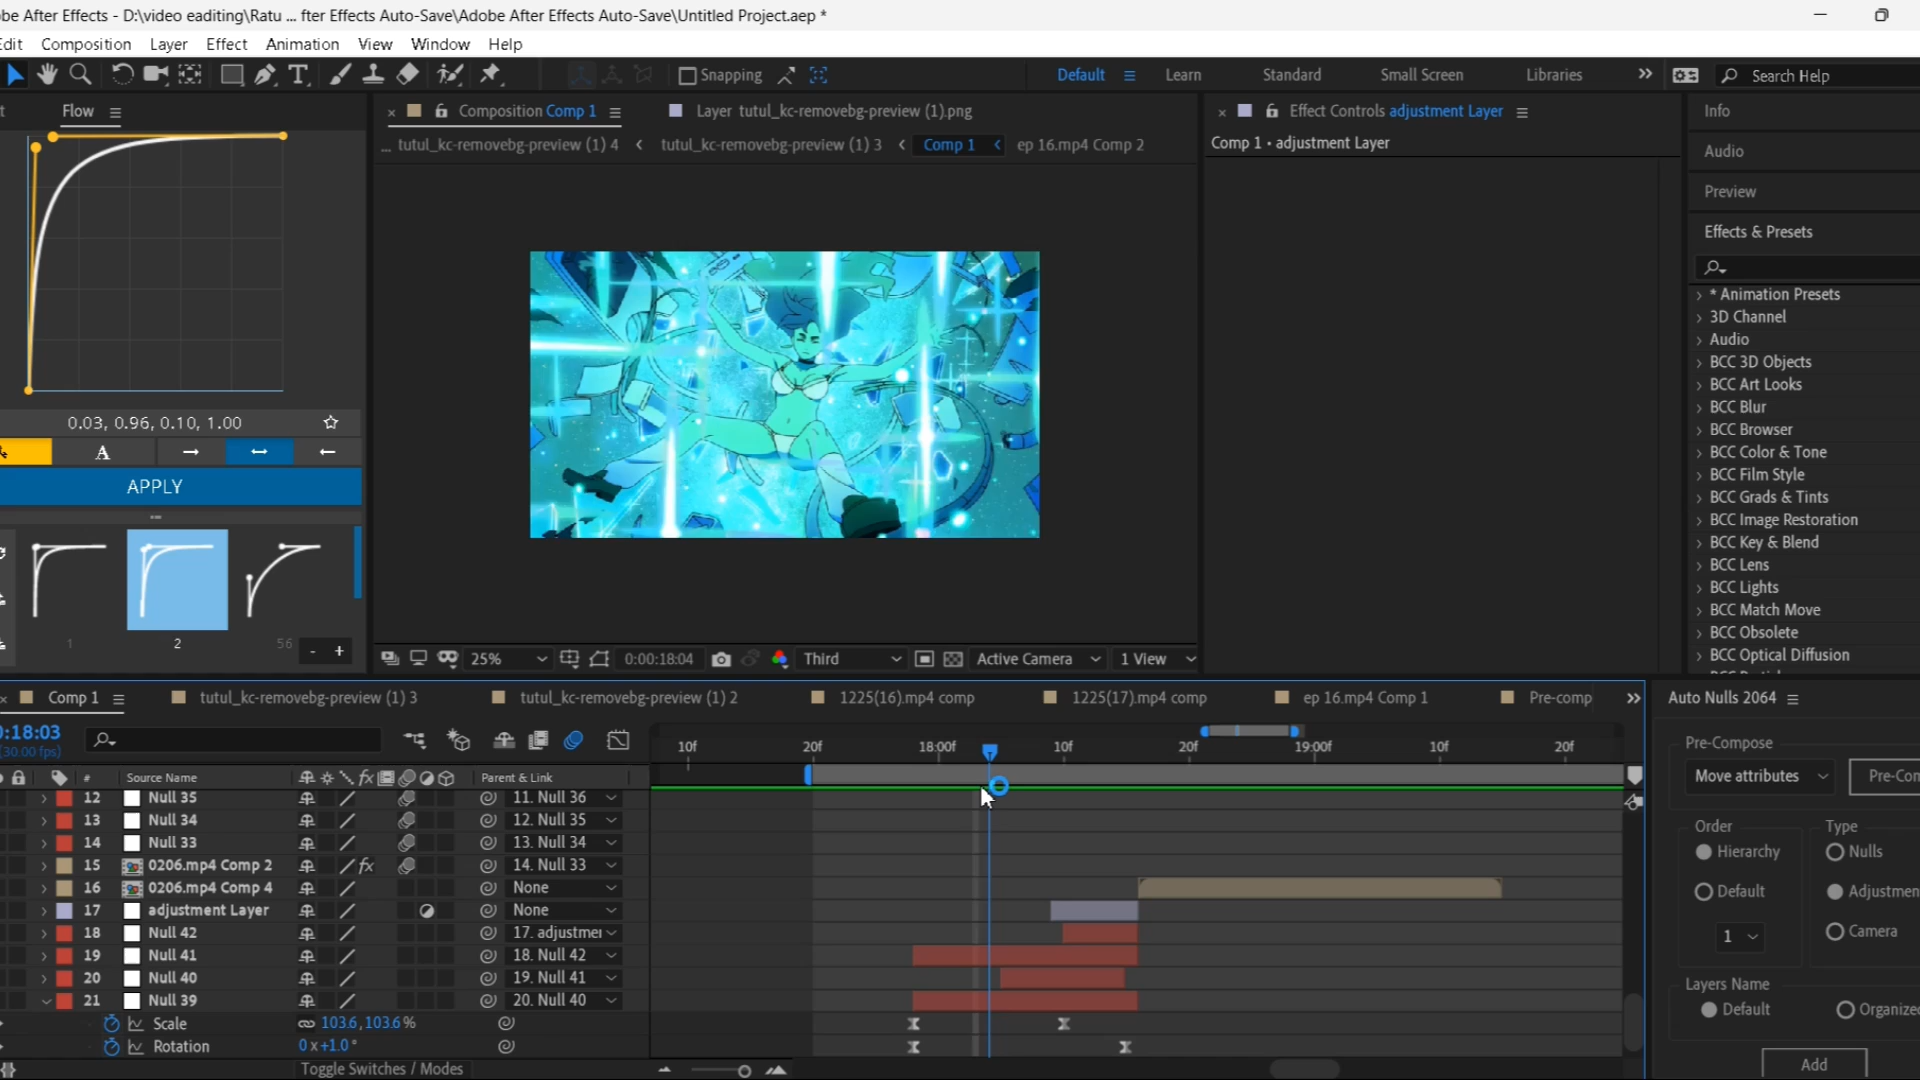 be After Effects - D:\video eaditing\Ratu ... fter Effects Auto-Save\Adobe After Effects Auto-Save\Untitled Project.aep *
Edit Composition Layer Effect Animation View Window Help
T Snapping Default Learn Standard Small Screen Libraries Search Help
Flow
Composition Comp 1
Layer tutul_kc-removebg-preview (1).png
Effect Controls adjustment Layer
Info
... tutul_kc-removebg-preview (1) 4 tutul_kc-removebg-preview (1) 3 Comp 1 ep 16.mp4 Comp 2
Comp 1 • adjustment Layer
Audio
Preview
Effects & Presets
* Animation Presets
3D Channel
Audio
BCC 3D Objects
BCC Art Looks
BCC Blur
BCC Browser
BCC Color & Tone
BCC Film Style
BCC Grads & Tints
BCC Image Restoration
BCC Key & Blend
BCC Lens
BCC Lights
BCC Match Move
BCC Obsolete
BCC Optical Diffusion
0.03, 0.96, 0.10, 1.00
A
APPLY
1 2 56 - +
25% 0:00:18:04 Third Active Camera 1 View
Comp 1 tutul_kc-removebg-preview (1) 3 tutul_kc-removebg-preview (1) 2 1225(16).mp4 comp 1225(17).mp4 comp ep 16.mp4 Comp 1 Pre-comp
0:18:03
(30.00 fps)
10f 20f 18:00f 10f 20f 19:00f 10f 20f
# Source Name fx Parent & Link
12 Null 35 11. Null 36
13 Null 34 12. Null 35
14 Null 33 13. Null 34
15 0206.mp4 Comp 2 fx 14. Null 33
16 0206.mp4 Comp 4 None
17 adjustment Layer None
18 Null 42 17. adjustmer
19 Null 41 18. Null 42
20 Null 40 19. Null 41
21 Null 39 20. Null 40
Scale 103.6, 103.6 %
Rotation 0 x +1.0 °
Toggle Switches / Modes
Auto Nulls 2064
Pre-Compose
Move attributes Pre-Com
Order Type
Hierarchy Nulls
Default Adjustmen
1 Camera
Layers Name
Default Organized
Add